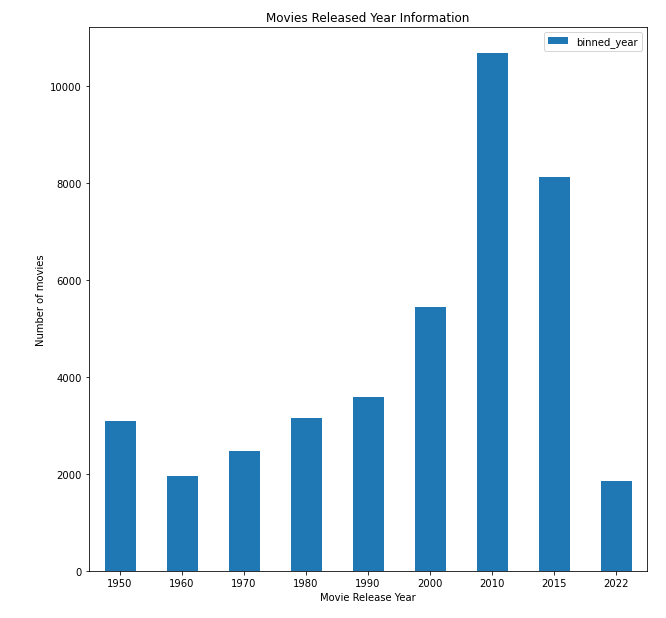 Movies Released Year Information
binned_year
10000
8000
6000
4000
2000
0
Number of movies
1950 1960 1970 1980 1990 2000 2010 2015 2022
Movie Release Year